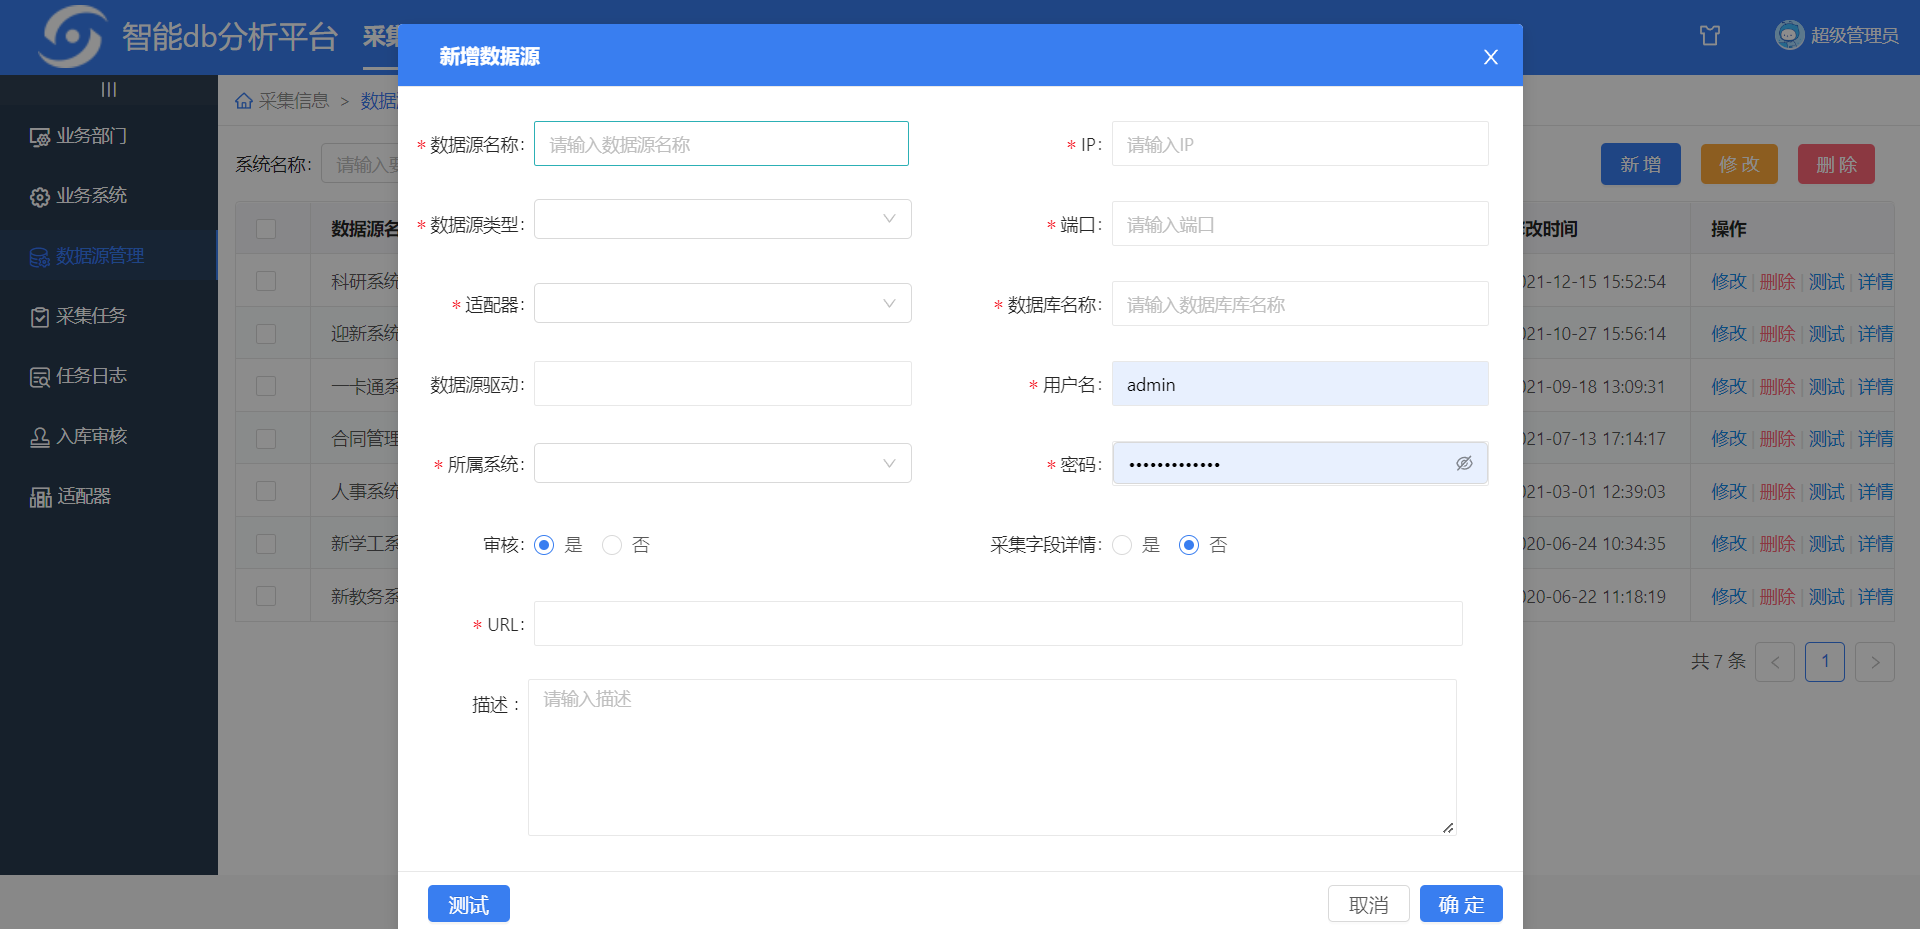 智能db分析平台
采集
超级管理员
新增数据源
业务部门
业务系统
数据源管理
采集任务
任务日志
入库审核
适配器
采集信息 > 数据
系统名称: 请输入
新增 修改 删除
数据源名
改时间 操作
科研系统
21-12-15 15:52:54 修改 删除 测试 详情
迎新系统
21-10-27 15:56:14 修改 删除 测试 详情
一卡通系
21-09-18 13:09:31 修改 删除 测试 详情
合同管理
21-07-13 17:14:17 修改 删除 测试 详情
人事系统
21-03-01 12:39:03 修改 删除 测试 详情
新学工系
20-06-24 10:34:35 修改 删除 测试 详情
新教务系
20-06-22 11:18:19 修改 删除 测试 详情
共 7 条 < 1 >
* 数据源名称: 请输入数据源名称
* IP: 请输入IP
* 数据源类型:
* 端口: 请输入端口
* 适配器:
* 数据库名称: 请输入数据库库名称
数据源驱动:
* 用户名: admin
* 所属系统:
* 密码: •••••••••••••
审核: 是 否
采集字段详情: 是 否
* URL:
描述 : 请输入描述
测试
取消 确定